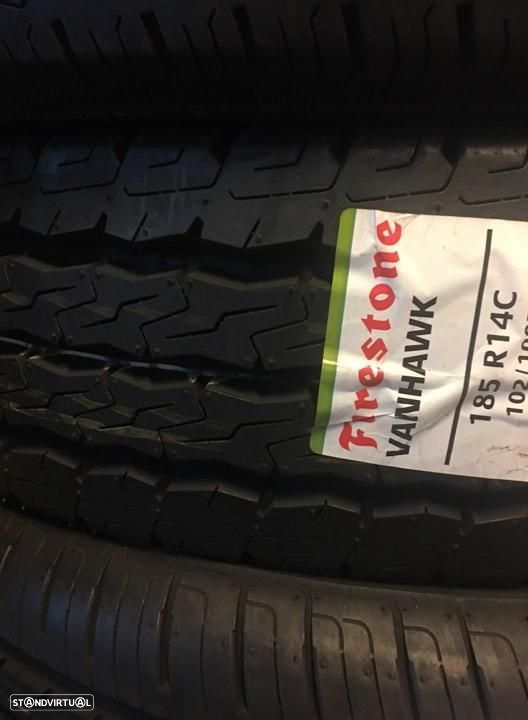 Firestone
VANHAWK
185 R14C
STANDVIRTUAL